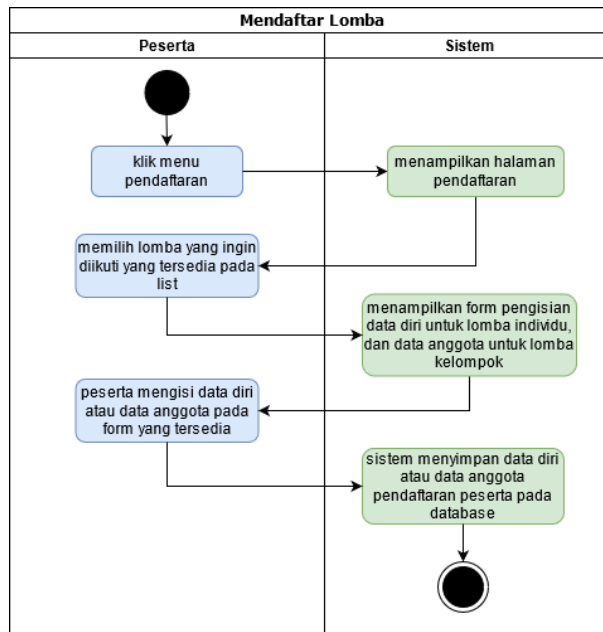 Mendaftar Lomba
Peserta
Sistem
klik menu
pendaftaran
menampilkan halaman
pendaftaran
memilih lomba yang ingin
diikuti yang tersedia pada
list
menampilkan form pengisian
data diri untuk lomba individu,
dan data anggota untuk lomba
kelompok
peserta mengisi data diri
atau data anggota pada
form yang tersedia
sistem menyimpan data diri
atau data anggota
pendaftaran peserta pada
database